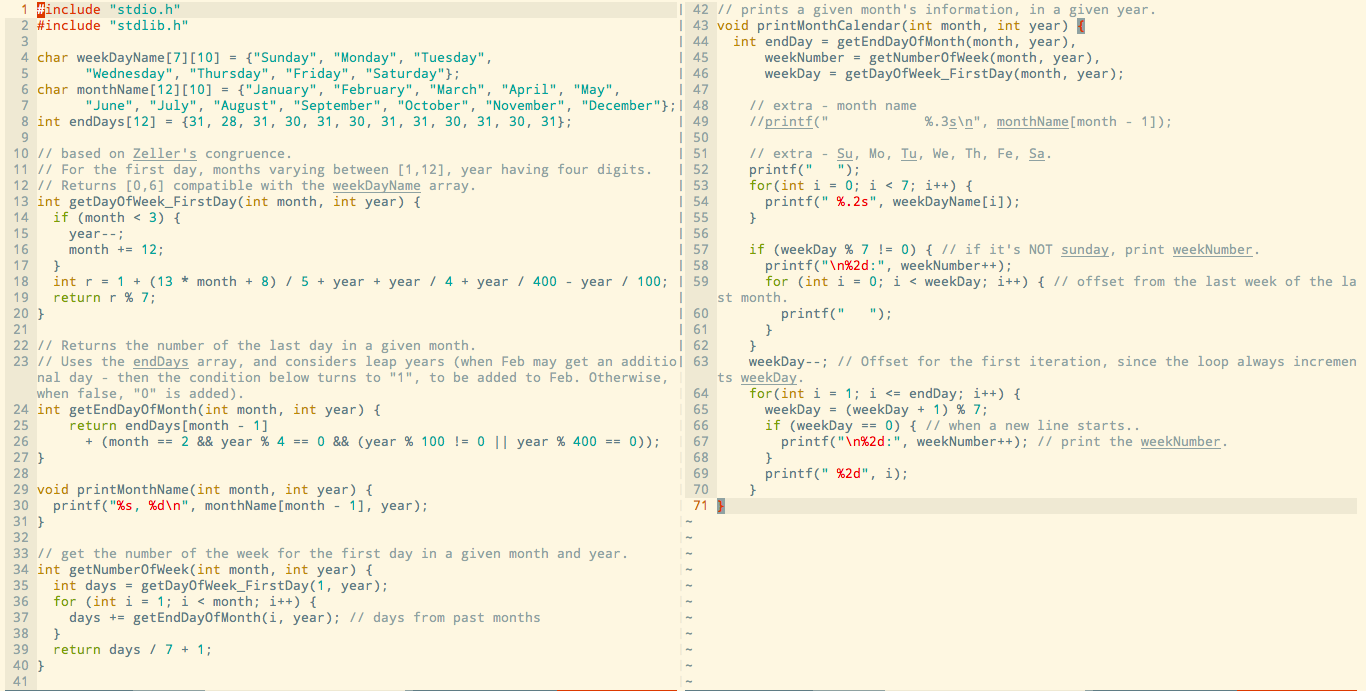 1 #include "stdio.h"
2 #include "stdlib.h"
3
4 char weekDayName[7][10] = {"Sunday", "Monday", "Tuesday",
5       "Wednesday", "Thursday", "Friday", "Saturday"};
6 char monthName[12][10] = {"January", "February", "March", "April", "May",
7       "June", "July", "August", "September", "October", "November", "December"};
8 int endDays[12] = {31, 28, 31, 30, 31, 30, 31, 31, 30, 31, 30, 31};
9
10 // based on Zeller's congruence.
11 // For the first day, months varying between [1,12], year having four digits.
12 // Returns [0,6] compatible with the weekDayName array.
13 int getDayOfWeek_FirstDay(int month, int year) {
14   if (month < 3) {
15     year--;
16     month += 12;
17   }
18   int r = 1 + (13 * month + 8) / 5 + year + year / 4 + year / 400 - year / 100;
19   return r % 7;
20 }
21
22 // Returns the number of the last day in a given month.
23 // Uses the endDays array, and considers leap years (when Feb may get an additio
nal day - then the condition below turns to "1", to be added to Feb. Otherwise,
when false, "0" is added).
24 int getEndDayOfMonth(int month, int year) {
25     return endDays[month - 1]
26       + (month == 2 && year % 4 == 0 && (year % 100 != 0 || year % 400 == 0));
27 }
28
29 void printMonthName(int month, int year) {
30   printf("%s, %d\n", monthName[month - 1], year);
31 }
32
33 // get the number of the week for the first day in a given month and year.
34 int getNumberOfWeek(int month, int year) {
35   int days = getDayOfWeek_FirstDay(1, year);
36   for (int i = 1; i < month; i++) {
37     days += getEndDayOfMonth(i, year); // days from past months
38   }
39   return days / 7 + 1;
40 }
41
42 // prints a given month's information, in a given year.
43 void printMonthCalendar(int month, int year) {
44   int endDay = getEndDayOfMonth(month, year),
45       weekNumber = getNumberOfWeek(month, year),
46       weekDay = getDayOfWeek_FirstDay(month, year);
47
48     // extra - month name
49     //printf("            %.3s\n", monthName[month - 1]);
50
51     // extra - Su, Mo, Tu, We, Th, Fe, Sa.
52     printf("   ");
53     for(int i = 0; i < 7; i++) {
54       printf(" %.2s", weekDayName[i]);
55     }
56
57     if (weekDay % 7 != 0) { // if it's NOT sunday, print weekNumber.
58       printf("\n%2d:", weekNumber++);
59       for (int i = 0; i < weekDay; i++) { // offset from the last week of the la
st month.
60         printf("   ");
61       }
62     }
63     weekDay--; // Offset for the first iteration, since the loop always incremen
ts weekDay.
64     for(int i = 1; i <= endDay; i++) {
65       weekDay = (weekDay + 1) % 7;
66       if (weekDay == 0) { // when a new line starts..
67         printf("\n%2d:", weekNumber++); // print the weekNumber.
68       }
69       printf(" %2d", i);
70     }
71 }
~
~
~
~
~
~
~
~
~
~
~